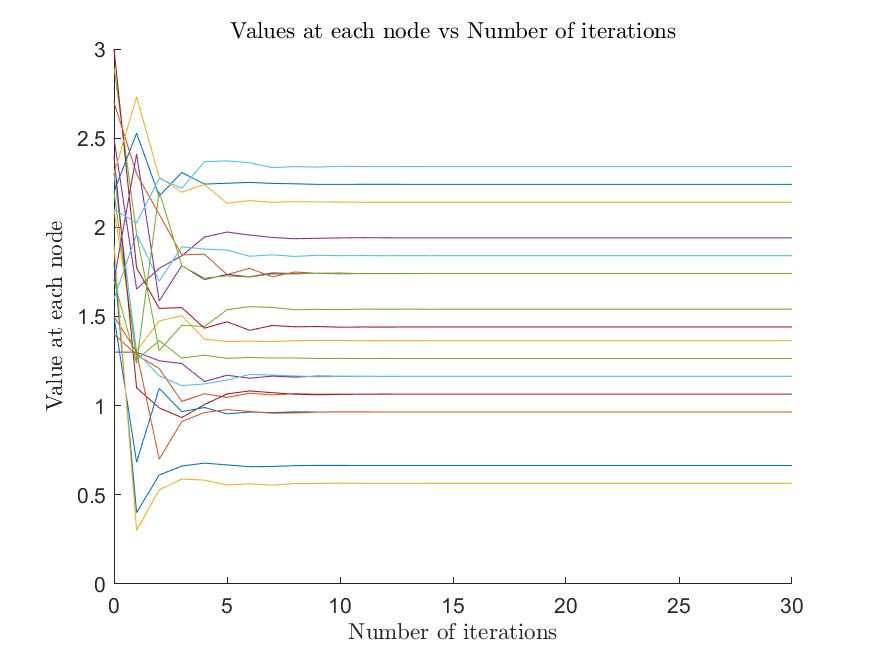 Values at each node vs Number of iterations
3
2.5
2
1.5
1
0.5
0
Value at each node
0 5 10 15 20 25 30
Number of iterations